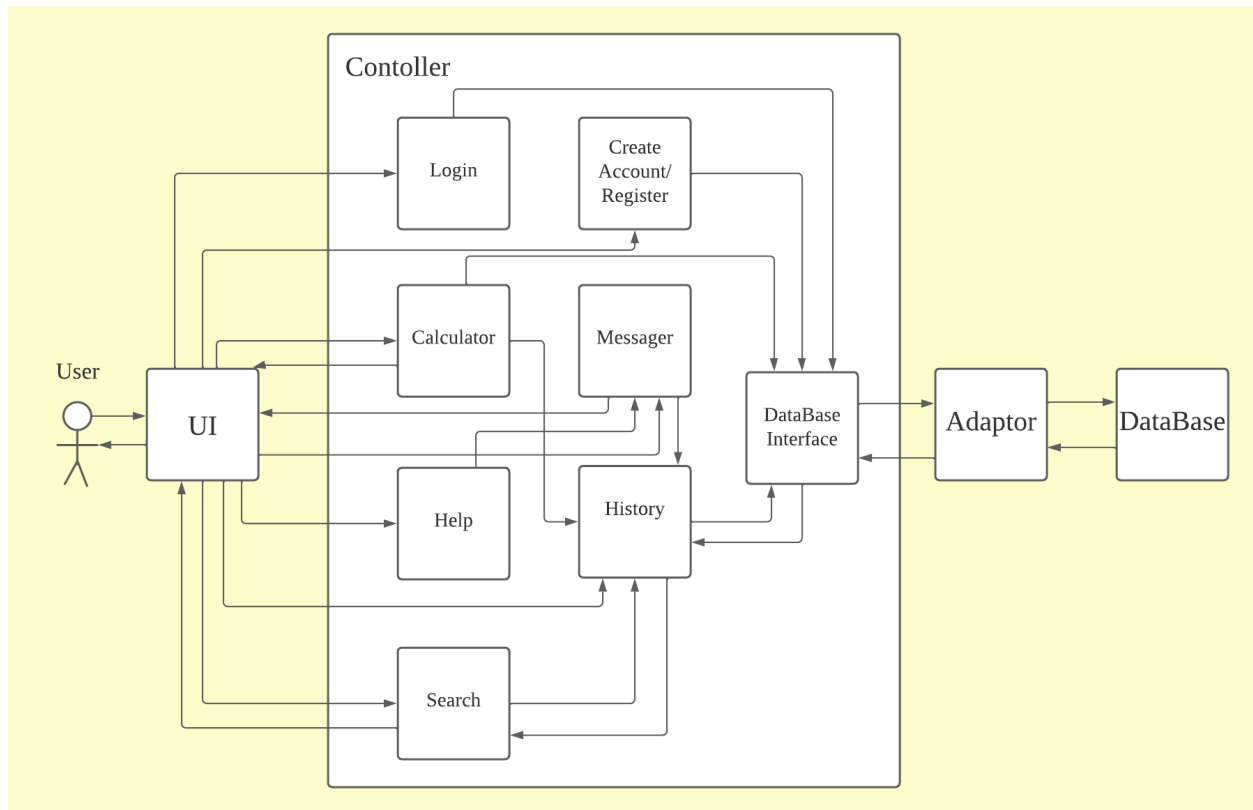 Contoller
Login
Create
Account/
Register
Calculator
Messager
User
UI
DataBase
Interface
Adaptor
DataBase
Help
History
Search